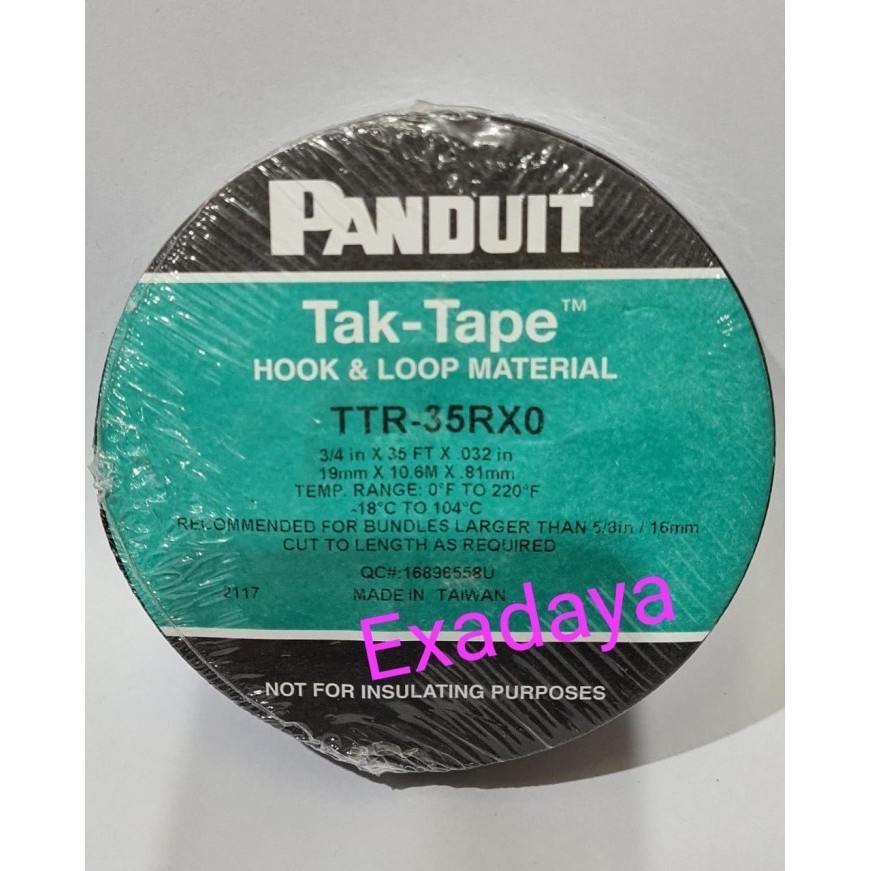 PANDUIT
Tak-Tape™
HOOK & LOOP MATERIAL
TTR-35RX0
3/4 in X 35 FT X .032 in
19mm X 10.6M X .81mm
TEMP. RANGE: 0°F TO 220°F
-18°C TO 104°C
RECOMMENDED FOR BUNDLES LARGER THAN 5/8in / 16mm
CUT TO LENGTH AS REQUIRED
QC#:16896558U
2117 MADE IN TAIWAN
Exadaya
NOT FOR INSULATING PURPOSES